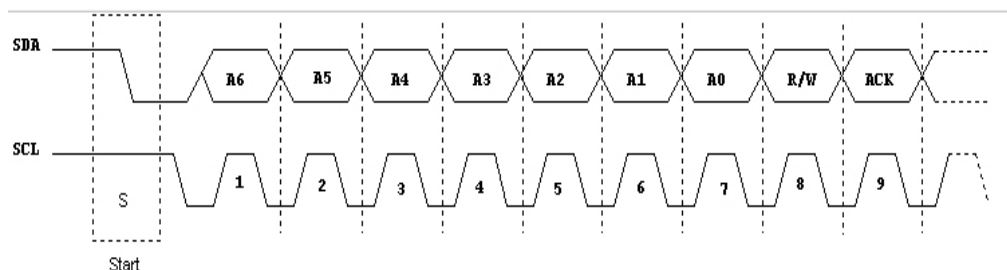 SDA A6 A5 A4 A3 A2 A1 A0 R/W ACK
SCL 1 2 3 4 5 6 7 8 9
S
Start